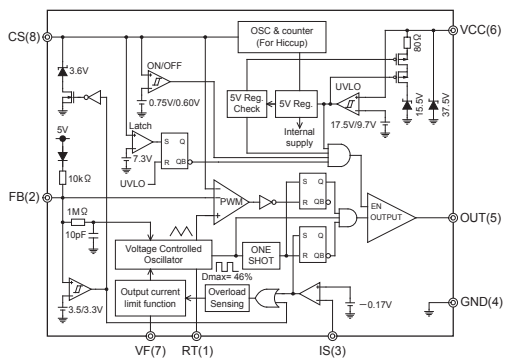 CS(8)
OSC & counter
(For Hiccup)
VCC(6)
ON/OFF
3.6V
80Ω
UVLO
5V Reg.
Check
5V Reg.
0.75V/0.60V
15.5V
37.5V
Internal
supply
17.5V/9.7V
5V
Latch
S Q
R QB
7.3V
UVLO
10kΩ
FB(2)
PWM
S Q
R QB
EN
OUTPUT
OUT(5)
1MΩ
10pF
Voltage Controlled
Oscillator
ONE
SHOT
S Q
R QB
Dmax= 46%
Output current
limit function
Overload
Sensing
−0.17V
3.5/3.3V
GND(4)
VF(7)
RT(1)
IS(3)